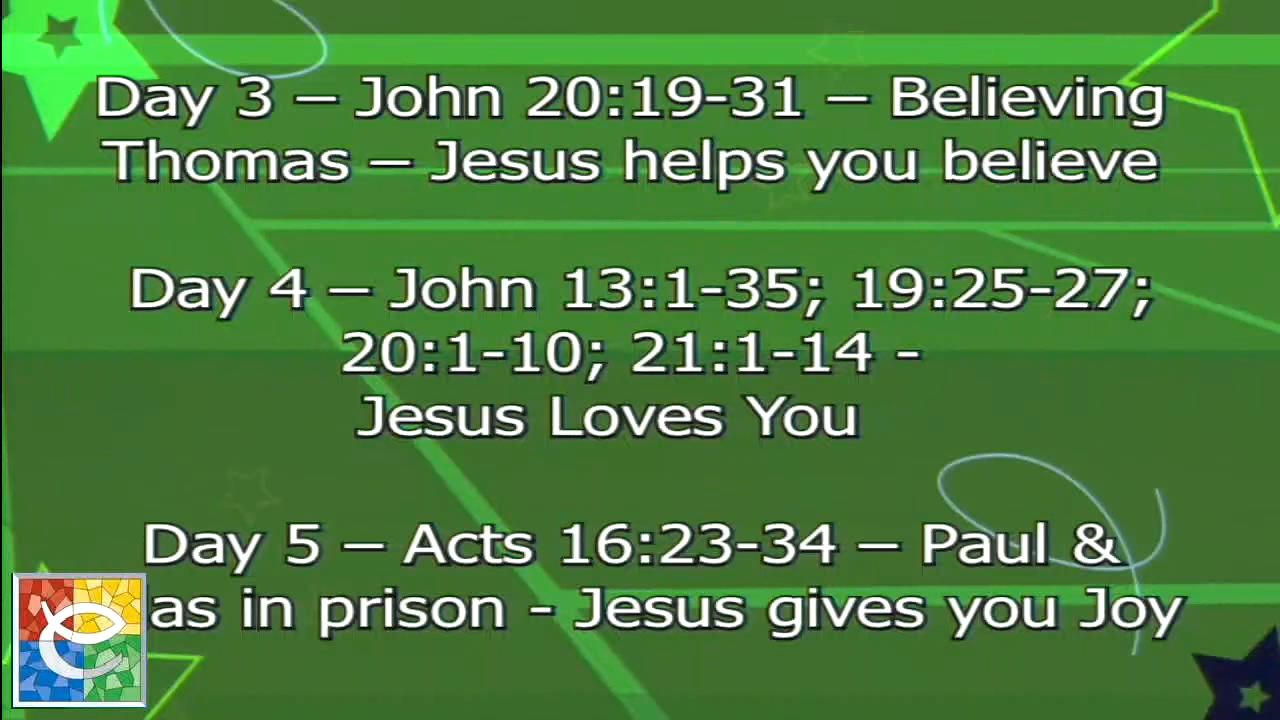 Day 3 – John 20:19-31 – Believing
Thomas – Jesus helps you believe
Day 4 – John 13:1-35; 19:25-27;
20:1-10; 21:1-14 -
Jesus Loves You
Day 5 – Acts 16:23-34 – Paul &
as in prison - Jesus gives you Joy